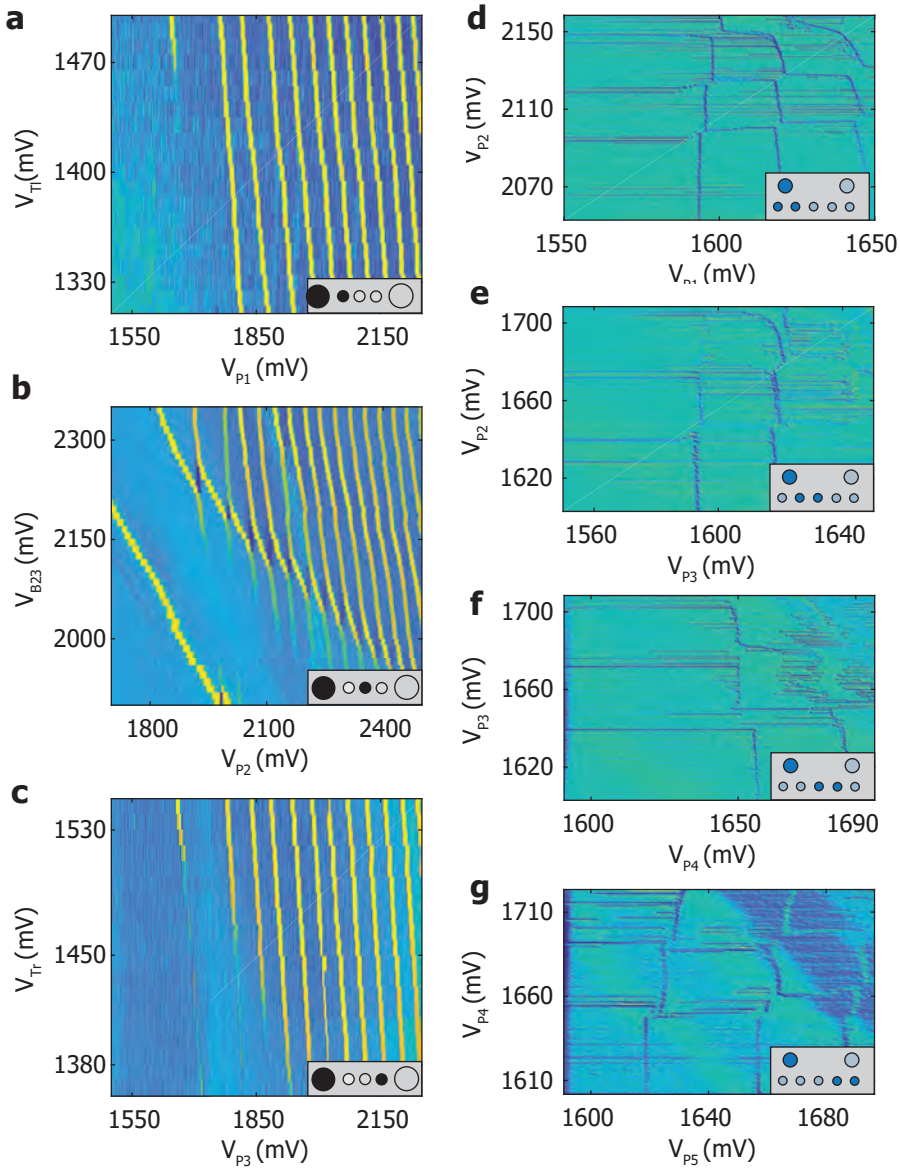 a
1470
1400
1330
V_Tl (mV)
1550 1850 2150
V_P1 (mV)
b
2300
2150
2000
V_B23 (mV)
1800 2100 2400
V_P2 (mV)
c
1530
1450
1380
V_Tr (mV)
1550 1850 2150
V_P3 (mV)
d
2150
2110
2070
V_P2 (mV)
1550 1600 1650
V_P1 (mV)
e
1700
1660
1620
V_P2 (mV)
1560 1600 1640
V_P3 (mV)
f
1700
1660
1620
V_P3 (mV)
1600 1650 1690
V_P4 (mV)
g
1710
1660
1610
V_P4 (mV)
1600 1640 1680
V_P5 (mV)